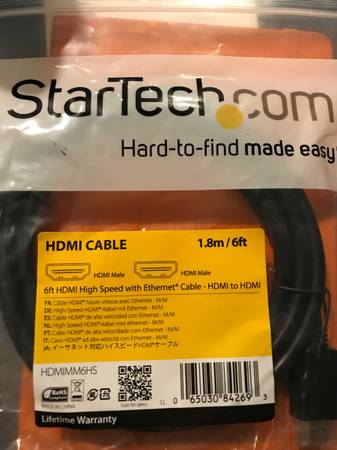 StarTech.com
Hard-to-find made easy®
HDMI CABLE 1.8m / 6ft
HDMI Male HDMI Male
6ft HDMI High Speed with Ethernet® Cable - HDMI to HDMI
FR: Câble HDMI® haute vitesse avec Ethernet - M/M
DE: High-Speed-HDMI®-Kabel mit Ethernet - M/M
ES: Cable HDMI® de alta velocidad con Ethernet - M/M
NL: High Speed HDMI®-kabel met Ethernet - M/M
PT: Cabo HDMI® de alta velocidade com Ethernet - M/M
IT: Cavo HDMI® ad alta velocità con Ethernet - M/M
JA: イーサネット対応ハイスピードHDMI®ケーブル
HDMIMM6HS
RoHS
MADE IN CHINA
Scan for specs
CL
0 65030 84269 3
Lifetime Warranty